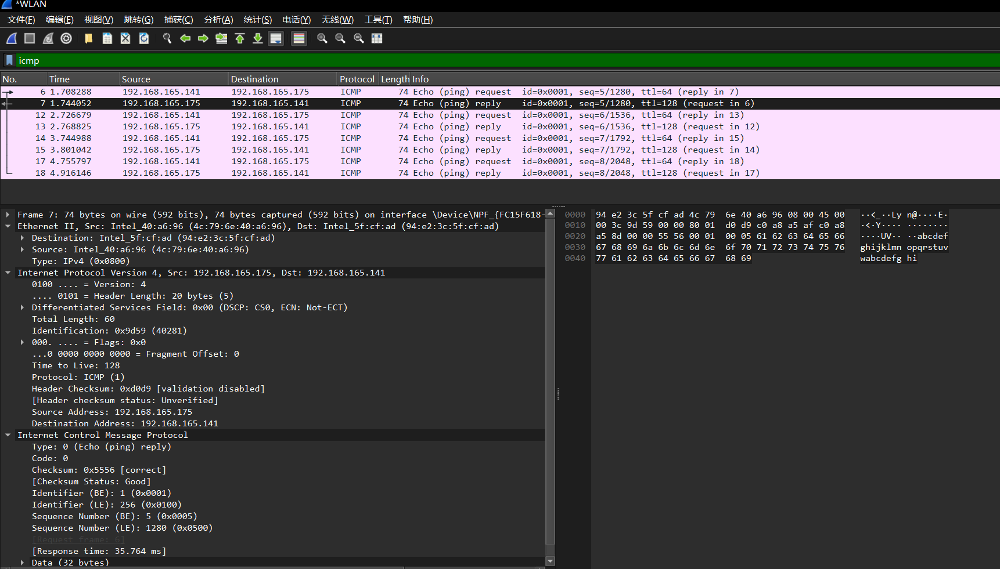 *WLAN
文件(F) 编辑(E) 视图(V) 跳转(G) 捕获(C) 分析(A) 统计(S) 电话(Y) 无线(W) 工具(T) 帮助(H)
icmp
No. Time Source Destination Protocol Length Info
6 1.708288 192.168.165.141 192.168.165.175 ICMP 74 Echo (ping) request id=0x0001, seq=5/1280, ttl=64 (reply in 7)
7 1.744052 192.168.165.175 192.168.165.141 ICMP 74 Echo (ping) reply id=0x0001, seq=5/1280, ttl=128 (request in 6)
12 2.726679 192.168.165.141 192.168.165.175 ICMP 74 Echo (ping) request id=0x0001, seq=6/1536, ttl=64 (reply in 13)
13 2.768825 192.168.165.175 192.168.165.141 ICMP 74 Echo (ping) reply id=0x0001, seq=6/1536, ttl=128 (request in 12)
14 3.744988 192.168.165.141 192.168.165.175 ICMP 74 Echo (ping) request id=0x0001, seq=7/1792, ttl=64 (reply in 15)
15 3.801042 192.168.165.175 192.168.165.141 ICMP 74 Echo (ping) reply id=0x0001, seq=7/1792, ttl=128 (request in 14)
17 4.755797 192.168.165.141 192.168.165.175 ICMP 74 Echo (ping) request id=0x0001, seq=8/2048, ttl=64 (reply in 18)
18 4.916146 192.168.165.175 192.168.165.141 ICMP 74 Echo (ping) reply id=0x0001, seq=8/2048, ttl=128 (request in 17)
Frame 7: 74 bytes on wire (592 bits), 74 bytes captured (592 bits) on interface \Device\NPF_{FC15F618-
Ethernet II, Src: Intel_40:a6:96 (4c:79:6e:40:a6:96), Dst: Intel_5f:cf:ad (94:e2:3c:5f:cf:ad)
Destination: Intel_5f:cf:ad (94:e2:3c:5f:cf:ad)
Source: Intel_40:a6:96 (4c:79:6e:40:a6:96)
Type: IPv4 (0x0800)
Internet Protocol Version 4, Src: 192.168.165.175, Dst: 192.168.165.141
0100 .... = Version: 4
.... 0101 = Header Length: 20 bytes (5)
Differentiated Services Field: 0x00 (DSCP: CS0, ECN: Not-ECT)
Total Length: 60
Identification: 0x9d59 (40281)
000. .... = Flags: 0x0
...0 0000 0000 0000 = Fragment Offset: 0
Time to Live: 128
Protocol: ICMP (1)
Header Checksum: 0xd0d9 [validation disabled]
[Header checksum status: Unverified]
Source Address: 192.168.165.175
Destination Address: 192.168.165.141
Internet Control Message Protocol
Type: 0 (Echo (ping) reply)
Code: 0
Checksum: 0x5556 [correct]
[Checksum Status: Good]
Identifier (BE): 1 (0x0001)
Identifier (LE): 256 (0x0100)
Sequence Number (BE): 5 (0x0005)
Sequence Number (LE): 1280 (0x0500)
[Request frame: 6]
[Response time: 35.764 ms]
Data (32 bytes)
0000 94 e2 3c 5f cf ad 4c 79 6e 40 a6 96 08 00 45 00 ··<_··Ly n@····E·
0010 00 3c 9d 59 00 00 80 01 d0 d9 c0 a8 a5 af c0 a8 ·<·Y···· ········
0020 a5 8d 00 00 55 56 00 01 00 05 61 62 63 64 65 66 ····UV·· ··abcdef
0030 67 68 69 6a 6b 6c 6d 6e 6f 70 71 72 73 74 75 76 ghijklmn opqrstuv
0040 77 61 62 63 64 65 66 67 68 69 wabcdefg hi